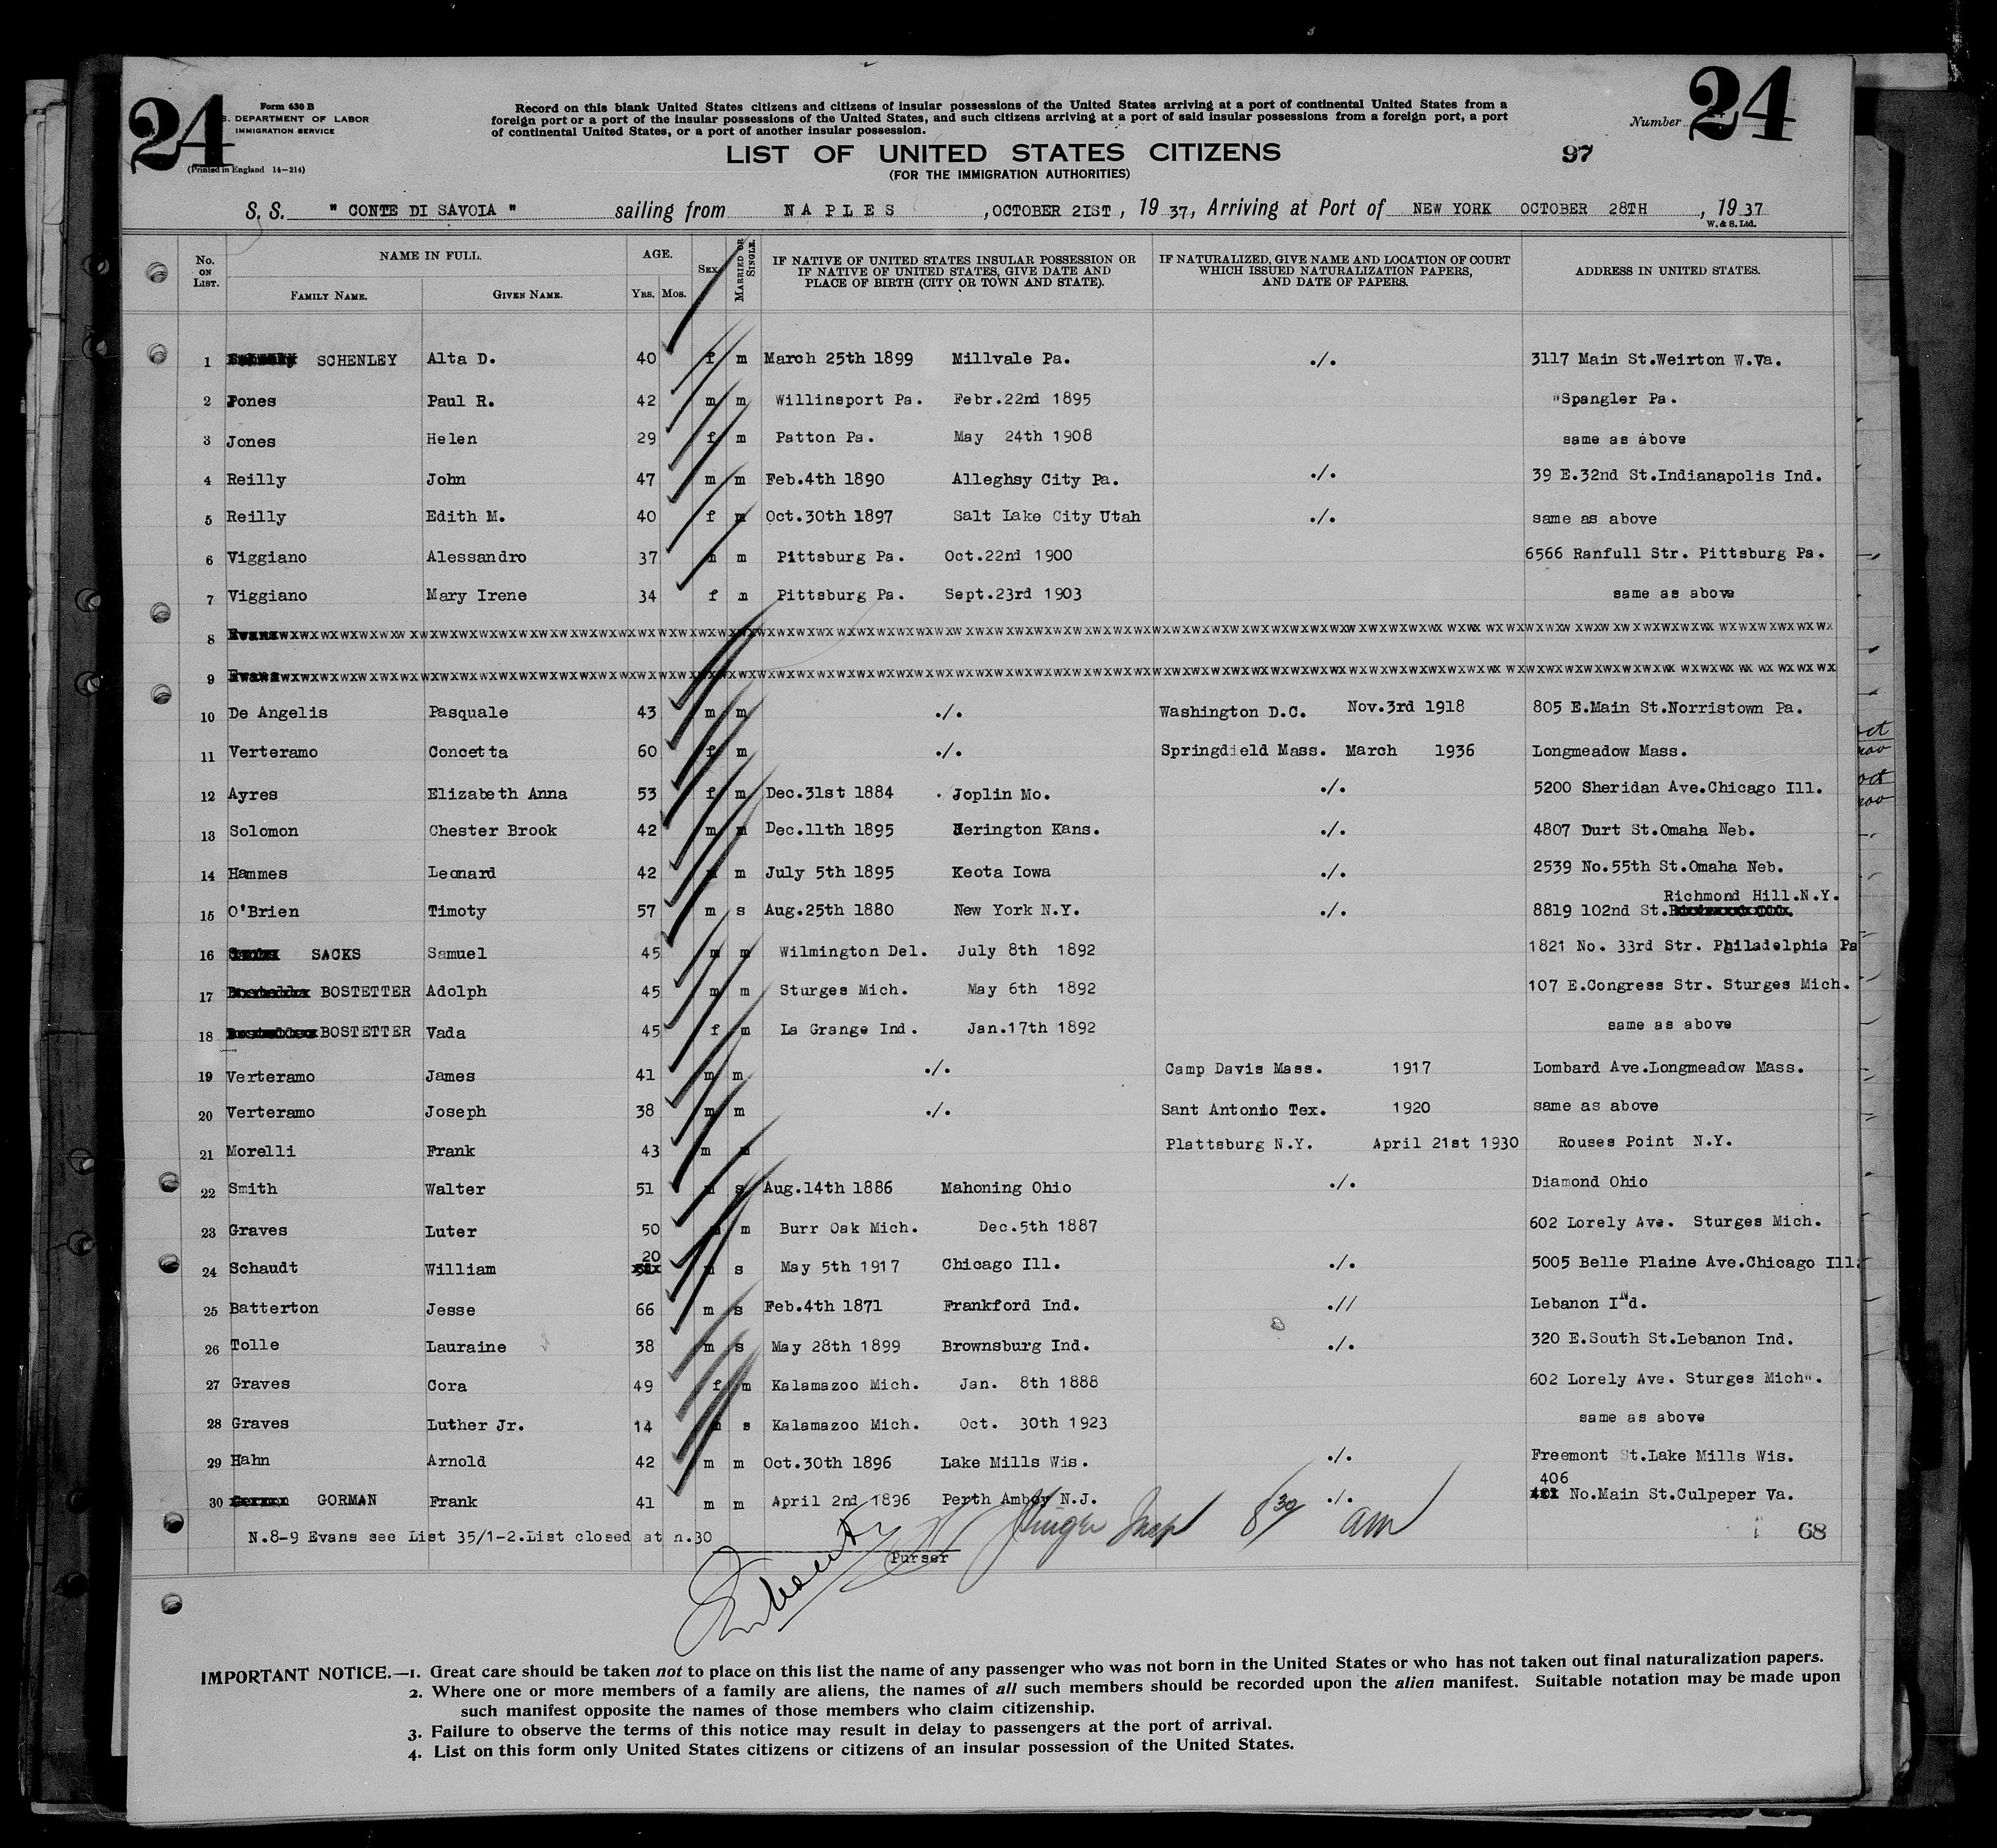 24
Form 630 B
S. DEPARTMENT OF LABOR
IMMIGRATION SERVICE
(Printed in England 14-214)
Record on this blank United States citizens and citizens of insular possessions of the United States arriving at a port of continental United States from a
foreign port or a port of the insular possessions of the United States, and such citizens arriving at a port of said insular possessions from a foreign port, a port
of continental United States, or a port of another insular possession.
Number 24
LIST OF UNITED STATES CITIZENS
97
(FOR THE IMMIGRATION AUTHORITIES)
S. S. " CONTE DI SAVOIA " sailing from NAPLES , OCTOBER 21ST , 19 37, Arriving at Port of NEW YORK OCTOBER 28TH , 19 37
W. & S. Ltd.
No. ON LIST. NAME IN FULL. FAMILY NAME. GIVEN NAME. AGE. YRS. MOS. SEX MARRIED OR SINGLE. IF NATIVE OF UNITED STATES INSULAR POSSESSION OR IF NATIVE OF UNITED STATES, GIVE DATE AND PLACE OF BIRTH (CITY OR TOWN AND STATE). IF NATURALIZED, GIVE NAME AND LOCATION OF COURT WHICH ISSUED NATURALIZATION PAPERS, AND DATE OF PAPERS. ADDRESS IN UNITED STATES.
1 SCHENLEY Alta D. 40 f m March 25th 1899 Millvale Pa. ./. 3117 Main St.Weirton W.Va.
2 Jones Paul R. 42 m m Willinsport Pa. Febr.22nd 1895 "Spangler Pa.
3 Jones Helen 29 f m Patton Pa. May 24th 1908 same as above
4 Reilly John 47 m m Feb.4th 1890 Alleghsy City Pa. ./. 39 E.32nd St.Indianapolis Ind.
5 Reilly Edith M. 40 f m Oct.30th 1897 Salt Lake City Utah ./. same as above
6 Viggiano Alessandro 37 m m Pittsburg Pa. Oct.22nd 1900 6566 Ranfull Str. Pittsburg Pa.
7 Viggiano Mary Irene 34 f m Pittsburg Pa. Sept.23rd 1903 same as above
8
9
10 De Angelis Pasquale 43 m m ./. Washington D.C. Nov.3rd 1918 805 E.Main St.Norristown Pa.
11 Verteramo Concetta 60 f m ./. Springdield Mass. March 1936 Longmeadow Mass.
12 Ayres Elizabeth Anna 53 f m Dec.31st 1884 Joplin Mo. ./. 5200 Sheridan Ave.Chicago Ill.
13 Solomon Chester Brook 42 m m Dec.11th 1895 Herington Kans. ./. 4807 Durt St.Omaha Neb.
14 Hammes Leonard 42 m July 5th 1895 Keota Iowa ./. 2539 No.55th St.Omaha Neb.
15 O'Brien Timoty 57 m s Aug.25th 1880 New York N.Y. ./. 8819 102nd St. Richmond Hill.N.Y.
16 SACKS Samuel 45 m m Wilmington Del. July 8th 1892 1821 No. 33rd Str. Philadelphia Pa
17 BOSTETTER Adolph 45 m m Sturges Mich. May 6th 1892 107 E.Congress Str. Sturges Mich.
18 BOSTETTER Vada 45 f m La Grange Ind. Jan.17th 1892 same as above
19 Verteramo James 41 m m ./. Camp Davis Mass. 1917 Lombard Ave.Longmeadow Mass.
20 Verteramo Joseph 38 m m ./. Sant Antonio Tex. 1920 same as above
21 Morelli Frank 43 m m Plattsburg N.Y. April 21st 1930 Rouses Point N.Y.
22 Smith Walter 51 s Aug.14th 1886 Mahoning Ohio ./. Diamond Ohio
23 Graves Luter 50 m Burr Oak Mich. Dec.5th 1887 602 Lorely Ave. Sturges Mich.
24 Schaudt William 20 s May 5th 1917 Chicago Ill. ./. 5005 Belle Plaine Ave.Chicago Ill.
25 Batterton Jesse 66 m s Feb.4th 1871 Frankford Ind. .// Lebanon INd.
26 Tolle Lauraine 38 m s May 28th 1899 Brownsburg Ind. ./. 320 E.South St.Lebanon Ind.
27 Graves Cora 49 f m Kalamazoo Mich. Jan. 8th 1888 602 Lorely Ave. Sturges Mich".
28 Graves Luther Jr. 14 s Kalamazoo Mich. Oct. 30th 1923 same as above
29 Hahn Arnold 42 m m Oct.30th 1896 Lake Mills Wis. ./. Freemont St.Lake Mills Wis.
30 GORMAN Frank 41 m m April 2nd 1896 Perth Amboy N.J. ./. 406 No.Main St.Culpeper Va.
N.8-9 Evans see List 35/1-2.List closed at n.30
Purser
Insp 8 30 am
68
IMPORTANT NOTICE.—1. Great care should be taken not to place on this list the name of any passenger who was not born in the United States or who has not taken out final naturalization papers.
2. Where one or more members of a family are aliens, the names of all such members should be recorded upon the alien manifest. Suitable notation may be made upon
such manifest opposite the names of those members who claim citizenship.
3. Failure to observe the terms of this notice may result in delay to passengers at the port of arrival.
4. List on this form only United States citizens or citizens of an insular possession of the United States.